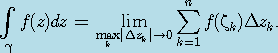 ∫_γ f(z)dz = lim_{max_k |Δz_k|→0} ∑_{k=1}^{n} f(ζ_k)Δz_k.